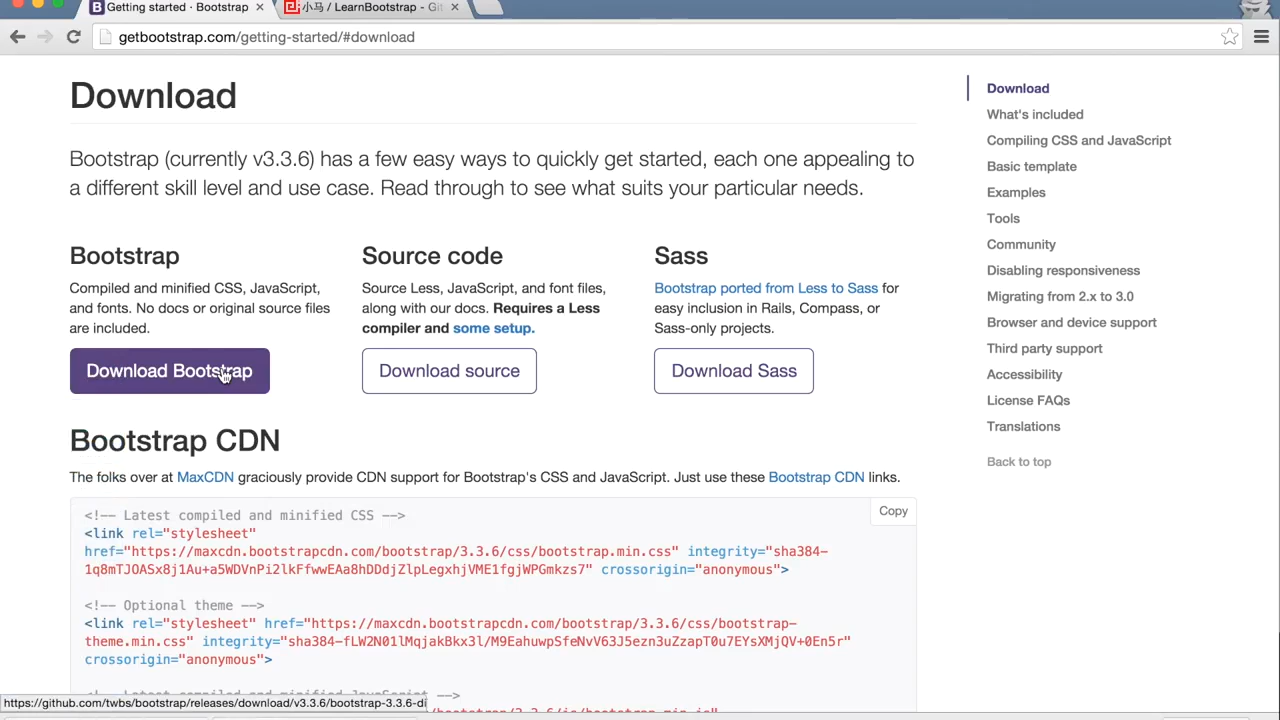 Getting started · Bootstrap
小马 / LearnBootstrap - Git
getbootstrap.com/getting-started/#download
Download
Bootstrap (currently v3.3.6) has a few easy ways to quickly get started, each one appealing to
a different skill level and use case. Read through to see what suits your particular needs.
Bootstrap
Compiled and minified CSS, JavaScript,
and fonts. No docs or original source files
are included.
Download Bootstrap
Source code
Source Less, JavaScript, and font files,
along with our docs. Requires a Less
compiler and some setup.
Download source
Sass
Bootstrap ported from Less to Sass for
easy inclusion in Rails, Compass, or
Sass-only projects.
Download Sass
Bootstrap CDN
The folks over at MaxCDN graciously provide CDN support for Bootstrap's CSS and JavaScript. Just use these Bootstrap CDN links.
Copy
<!-- Latest compiled and minified CSS -->
<link rel="stylesheet"
href="https://maxcdn.bootstrapcdn.com/bootstrap/3.3.6/css/bootstrap.min.css" integrity="sha384-
1q8mTJOASx8j1Au+a5WDVnPi2lkFfwwEAa8hDDdjZlpLegxhjVME1fgjWPGmkzs7" crossorigin="anonymous">
<!-- Optional theme -->
<link rel="stylesheet" href="https://maxcdn.bootstrapcdn.com/bootstrap/3.3.6/css/bootstrap-
theme.min.css" integrity="sha384-fLW2N01lMqjakBkx3l/M9EahuwpSfeNvV63J5ezn3uZzapT0u7EYsXMjQV+0En5r"
crossorigin="anonymous">
<!-- Latest compiled and minified JavaScript -->
https://github.com/twbs/bootstrap/releases/download/v3.3.6/bootstrap-3.3.6-di
Download
What's included
Compiling CSS and JavaScript
Basic template
Examples
Tools
Community
Disabling responsiveness
Migrating from 2.x to 3.0
Browser and device support
Third party support
Accessibility
License FAQs
Translations
Back to top